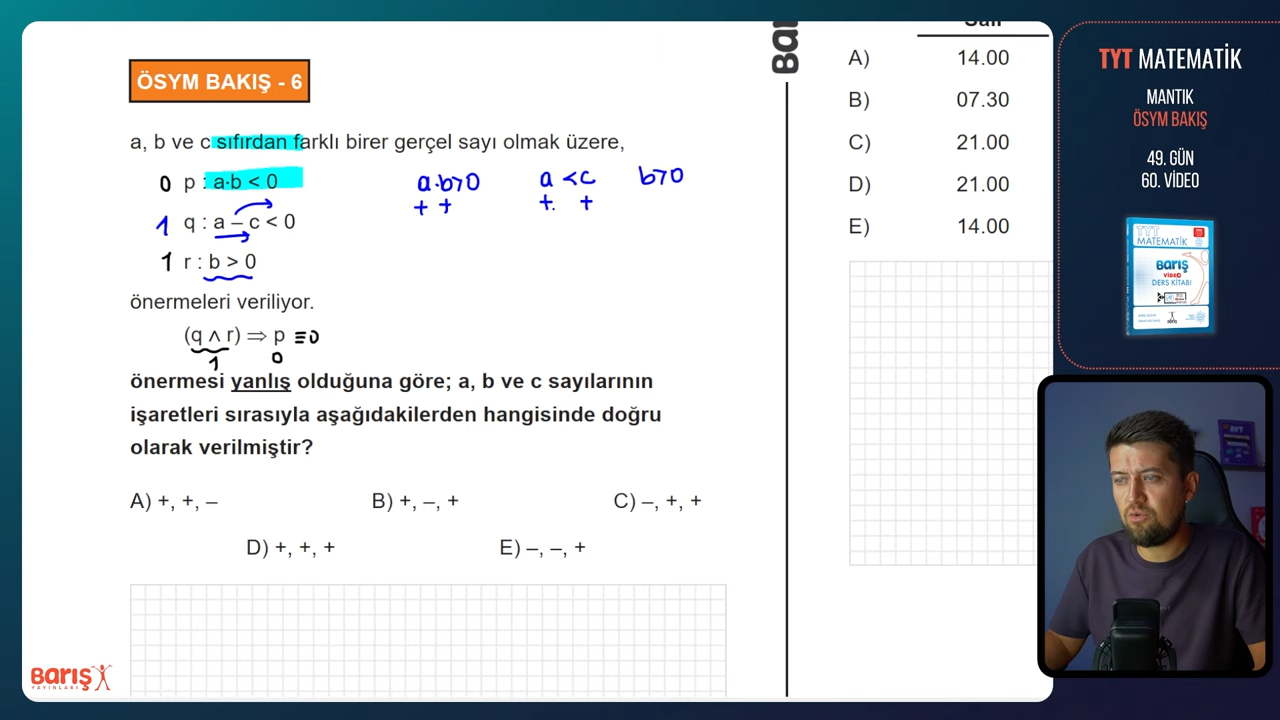 ÖSYM BAKIŞ - 6
a, b ve c sıfırdan farklı birer gerçel sayı olmak üzere,
0 p : a·b < 0
a·b>0 a < c b>0
+ + + +
1 q : a – c < 0
1 r : b > 0
önermeleri veriliyor.
(q ∧ r) ⇒ p ≡ 0
1 0
önermesi yanlış olduğuna göre; a, b ve c sayılarının
işaretleri sırasıyla aşağıdakilerden hangisinde doğru
olarak verilmiştir?
A) +, +, –
B) +, –, +
C) –, +, +
D) +, +, +
E) –, –, +
BARIŞ
YAYINLARI
Bar
Salı
A) 14.00
B) 07.30
C) 21.00
D) 21.00
E) 14.00
TYT MATEMATİK
MANTIK
ÖSYM BAKIŞ
49. GÜN
60. VİDEO
TYT
MATEMATİK
BARIŞ
VİDEO
DERS KİTABI